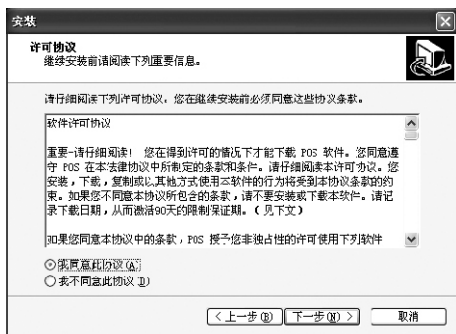 安装
许可协议
继续安装前请阅读下列重要信息。
请仔细阅读下列许可协议。您在继续安装前必须同意这些协议条款。
软件许可协议
重要-请仔细阅读! 您在得到许可的情况下才能下载 POS 软件。您同意遵
守 POS 在本法律协议中所制定的条款和条件。请仔细阅读本许可协议。您
安装，下载，复制或以其他方式使用本软件的行为将受到本协议条款的约
束。如果您不同意本协议所包含的条款，请不要安装或下载本软件。请记
录下载日期，从而激活90天的限制保证期。( 见下文)
如果您同意本协议中的条款，POS 授予您非独占性的许可使用下列软件
我同意此协议(A)
我不同意此协议(D)
< 上一步(B)
下一步(N) >
取消